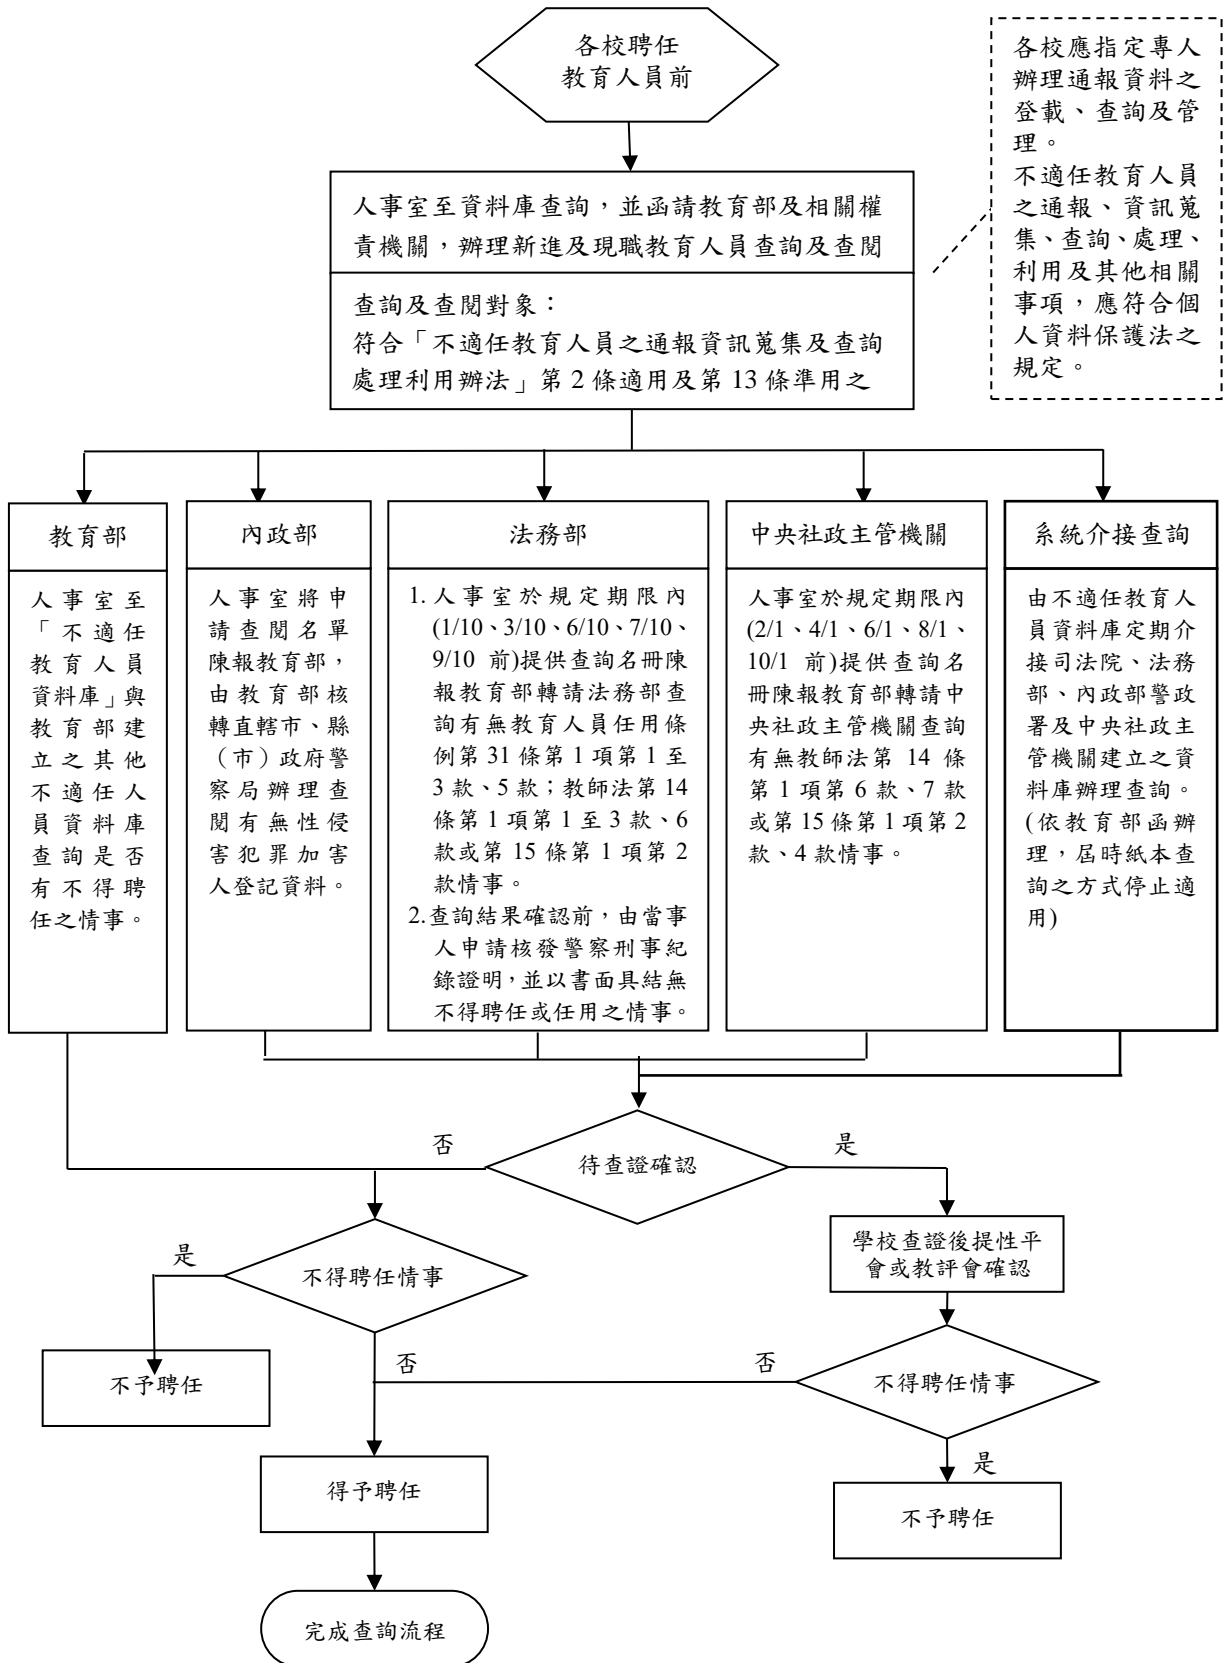 各校聘任
教育人員前
各校應指定專人
辦理通報資料之
登載、查詢及管
理。
不適任教育人員
之通報、資訊蒐
集、查詢、處理、
利用及其他相關
事項，應符合個
人資料保護法之
規定。
人事室至資料庫查詢，並函請教育部及相關權
責機關，辦理新進及現職教育人員查詢及查閱
查詢及查閱對象：
符合「不適任教育人員之通報資訊蒐集及查詢
處理利用辦法」第 2 條適用及第 13 條準用之
教育部
人事室至
「不適任
教育人員
資料庫」與
教育部建
立之其他
不適任人
員資料庫
查詢是否
有不得聘
任之情事。
內政部
人事室將申
請查閱名單
陳報教育部，
由教育部核
轉直轄市、縣
（市）政府警
察局辦理查
閱有無性侵
害犯罪加害
人登記資料。
法務部
1. 人事室於規定期限內
(1/10、3/10、6/10、7/10、
9/10 前)提供查詢名冊陳
報教育部轉請法務部查
詢有無教育人員任用條
例第 31 條第 1 項第 1 至
3 款、5 款；教師法第 14
條第 1 項第 1 至 3 款、6
款或第 15 條第 1 項第 2
款情事。
2.查詢結果確認前，由當事
人申請核發警察刑事紀
錄證明，並以書面具結無
不得聘任或任用之情事。
中央社政主管機關
人事室於規定期限內
(2/1、4/1、6/1、8/1、
10/1 前)提供查詢名
冊陳報教育部轉請中
央社政主管機關查詢
有無教師法第 14 條
第 1 項第 6 款、7 款
或第 15 條第 1 項第 2
款、4 款情事。
系統介接查詢
由不適任教育人
員資料庫定期介
接司法院、法務
部、內政部警政
署及中央社政主
管機關建立之資
料庫辦理查詢。
(依教育部函辦
理，屆時紙本查
詢之方式停止適
用)
否
待查證確認
是
學校查證後提性平
會或教評會確認
是
不得聘任情事
不予聘任
否
否
不得聘任情事
是
得予聘任
不予聘任
完成查詢流程